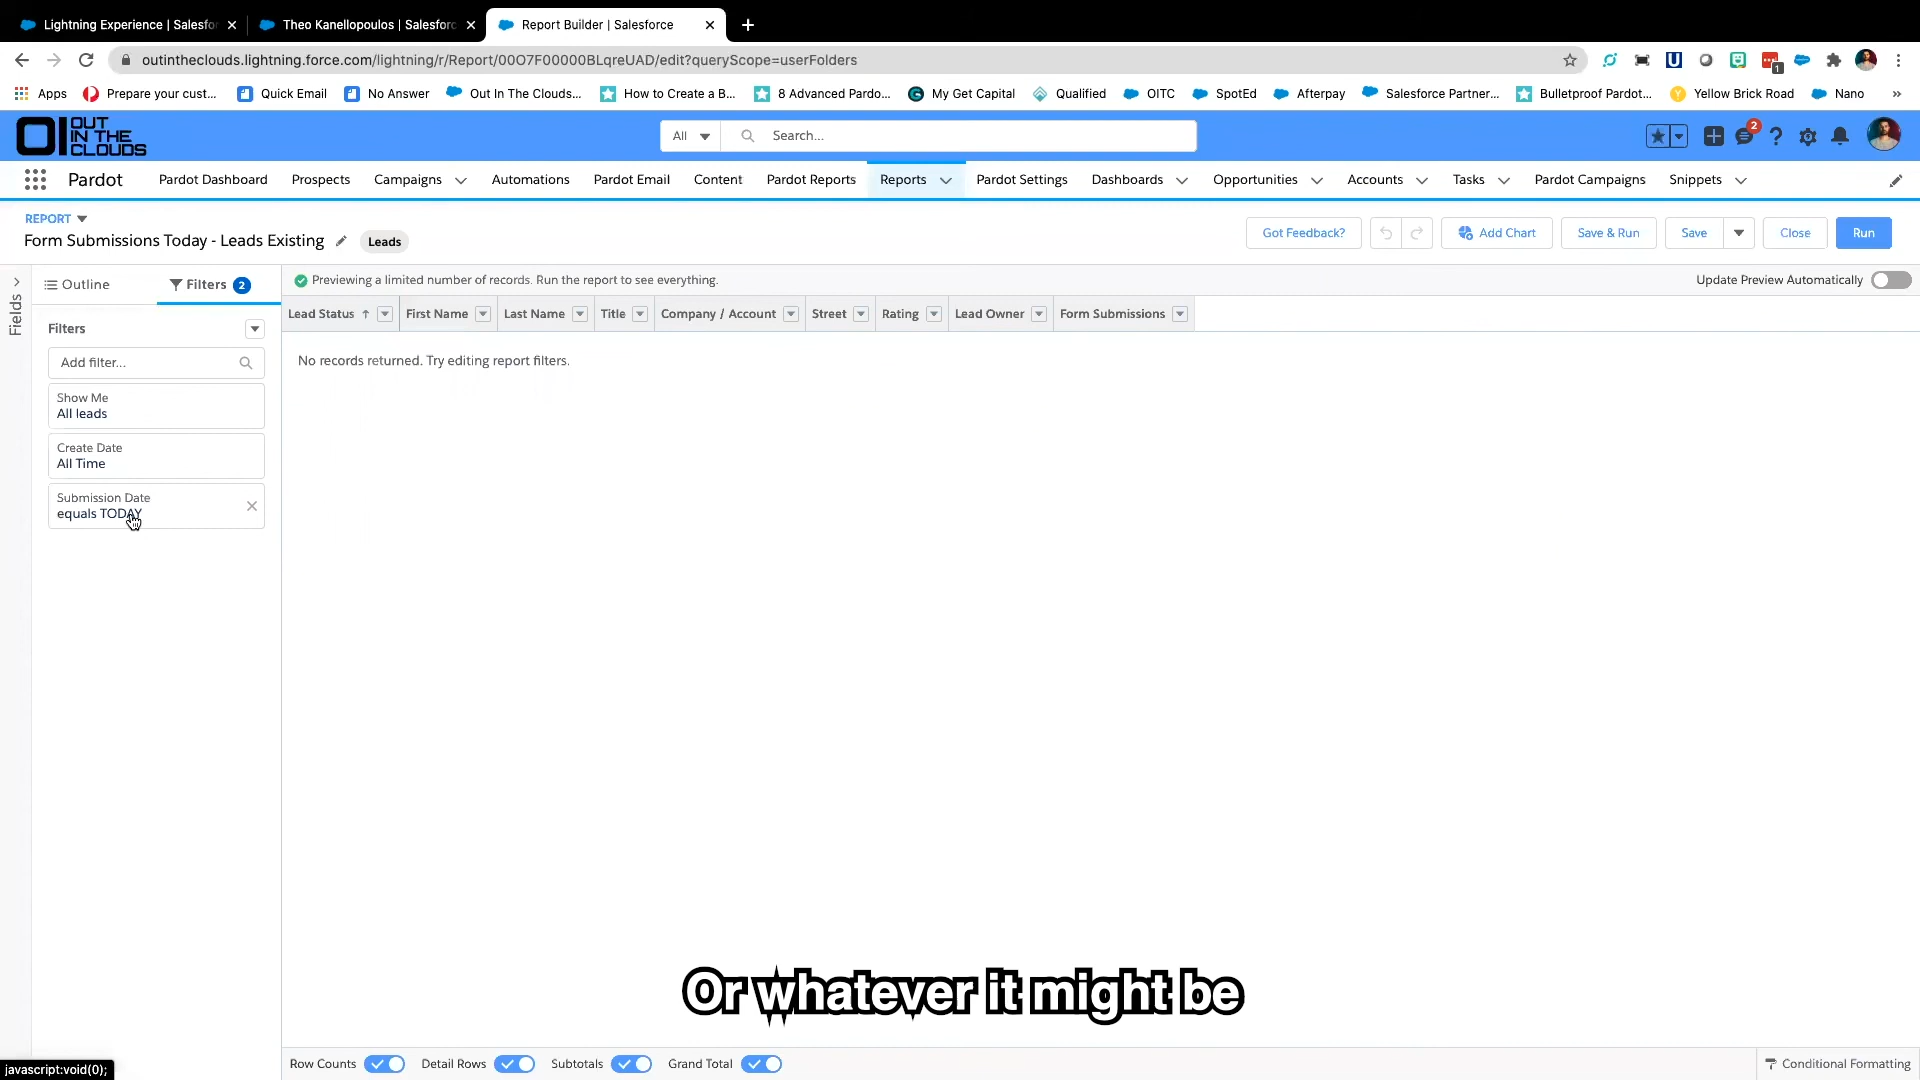 Lightning Experience | Salesfo
Theo Kanellopoulos | Salesforc
Report Builder | Salesforce
outintheclouds.lightning.force.com/lightning/r/Report/00O7F00000BLqreUAD/edit?queryScope=userFolders
1
Apps
Prepare your cust...
Quick Email
No Answer
Out In The Clouds...
How to Create a B...
8 Advanced Pardo...
My Get Capital
Qualified
OITC
SpotEd
Afterpay
Salesforce Partner...
Bulletproof Pardot...
Yellow Brick Road
Nano
»
OI OUT
IN THE
CLOUDS
All
Search...
2
Pardot
Pardot Dashboard
Prospects
Campaigns
Automations
Pardot Email
Content
Pardot Reports
Reports
Pardot Settings
Dashboards
Opportunities
Accounts
Tasks
Pardot Campaigns
Snippets
REPORT
Form Submissions Today - Leads Existing
Leads
Got Feedback?
Add Chart
Save & Run
Save
Close
Run
Fields
Outline
Filters 2
Previewing a limited number of records. Run the report to see everything.
Update Preview Automatically
Filters
Add filter...
Show Me
All leads
Create Date
All Time
Submission Date
equals TODAY
Lead Status
First Name
Last Name
Title
Company / Account
Street
Rating
Lead Owner
Form Submissions
No records returned. Try editing report filters.
Or whatever it might be
Row Counts
Detail Rows
Subtotals
Grand Total
Conditional Formatting
javascript:void(0);